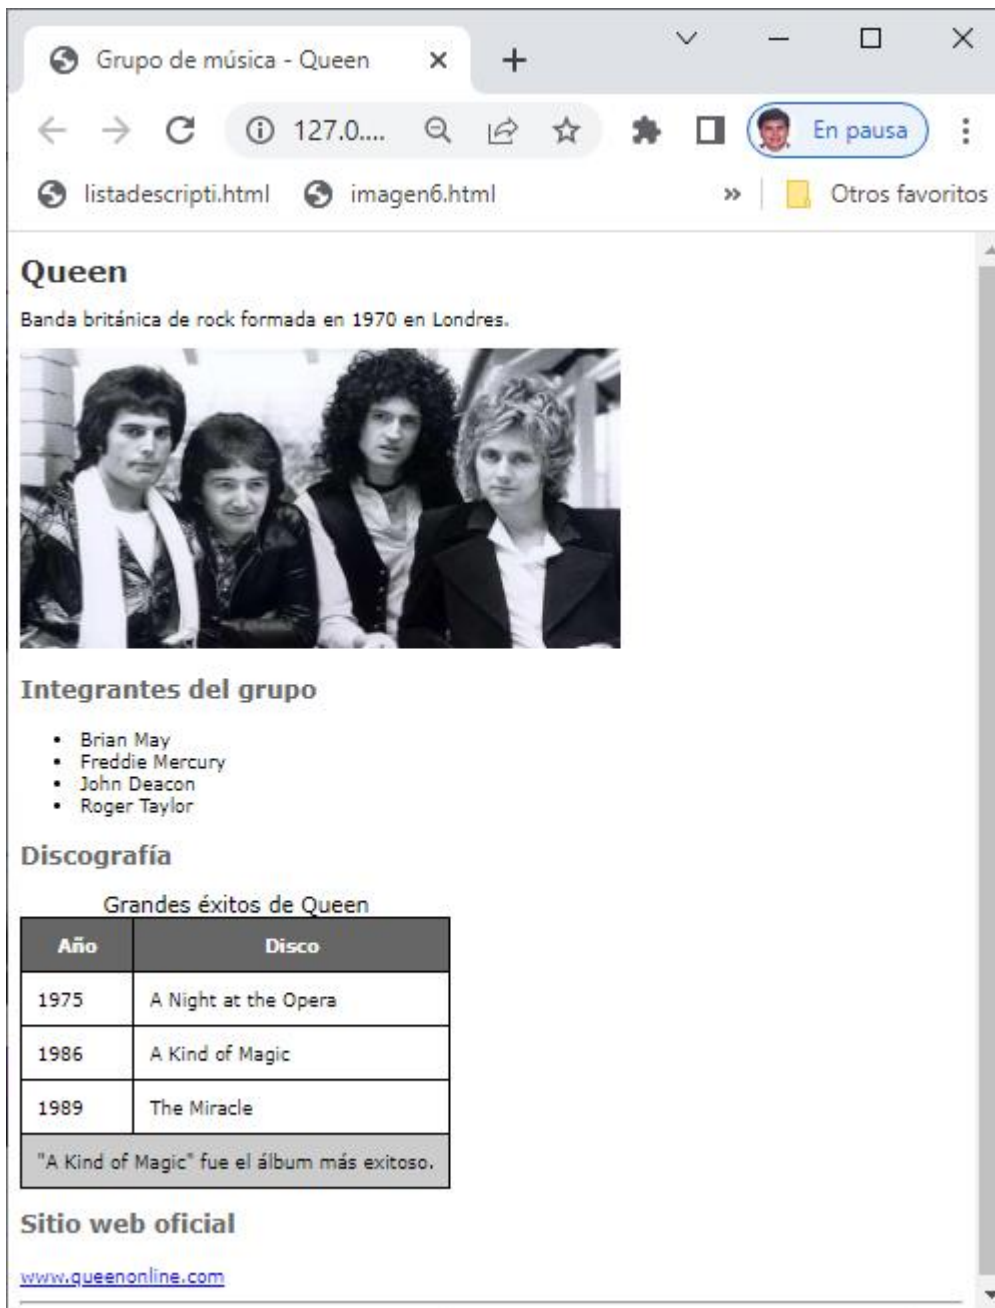 Grupo de música - Queen
127.0....
En pausa
listadescripti.html imagen6.html » Otros favoritos
Queen
Banda británica de rock formada en 1970 en Londres.
Integrantes del grupo
• Brian May
• Freddie Mercury
• John Deacon
• Roger Taylor
Discografía
Grandes éxitos de Queen
Año Disco
1975 A Night at the Opera
1986 A Kind of Magic
1989 The Miracle
"A Kind of Magic" fue el álbum más exitoso.
Sitio web oficial
www.queenonline.com